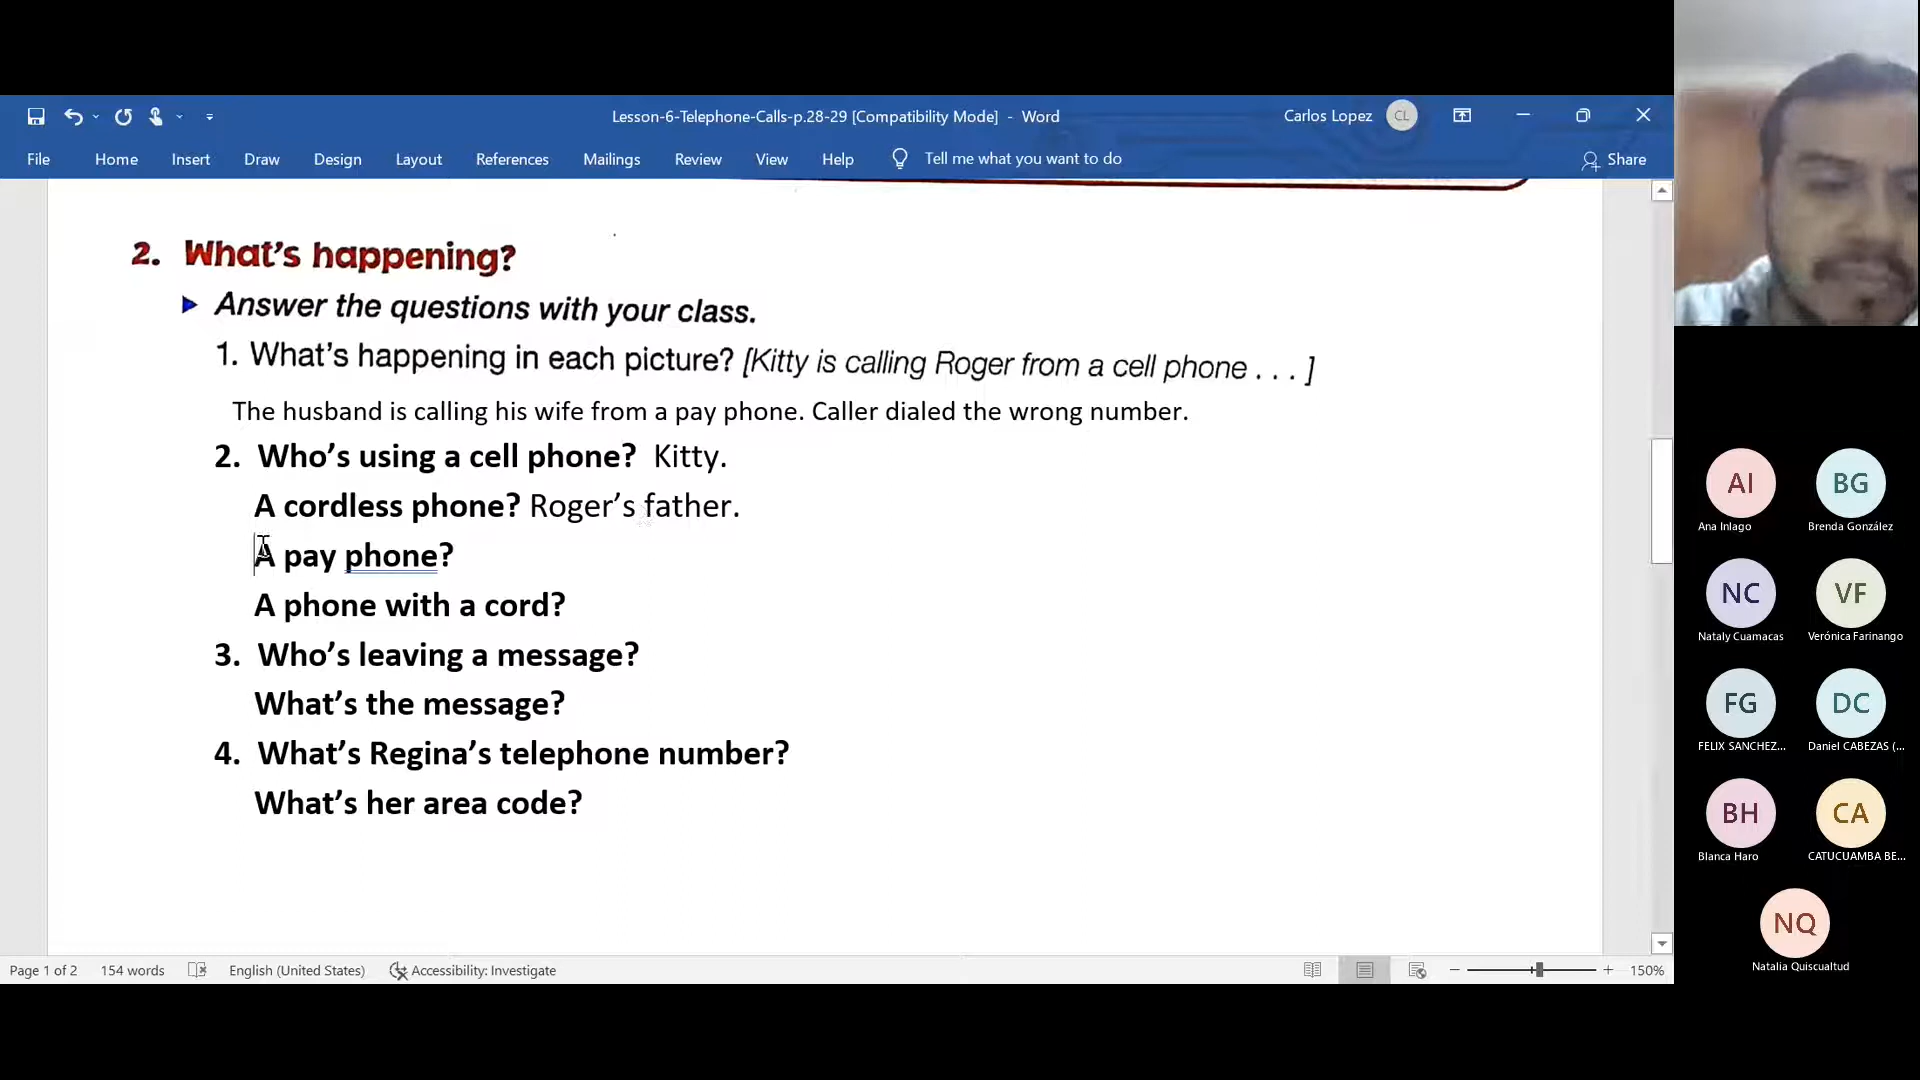 Lesson-6-Telephone-Calls-p.28-29 [Compatibility Mode] - Word
Carlos Lopez
CL
File Home Insert Draw Design Layout References Mailings Review View Help Tell me what you want to do Share
2. What's happening?
Answer the questions with your class.
1. What's happening in each picture? [Kitty is calling Roger from a cell phone . . . ]
The husband is calling his wife from a pay phone. Caller dialed the wrong number.
2. Who's using a cell phone? Kitty.
A cordless phone? Roger's father.
A pay phone?
A phone with a cord?
3. Who's leaving a message?
What's the message?
4. What's Regina's telephone number?
What's her area code?
Page 1 of 2 154 words English (United States) Accessibility: Investigate 150%
AI BG
Ana Inlago Brenda González
NC VF
Nataly Cuamacas Verónica Farinango
FG DC
FELIX SANCHEZ... Daniel CABEZAS (...
BH CA
Blanca Haro CATUCUAMBA BE...
NQ
Natalia Quiscualtud